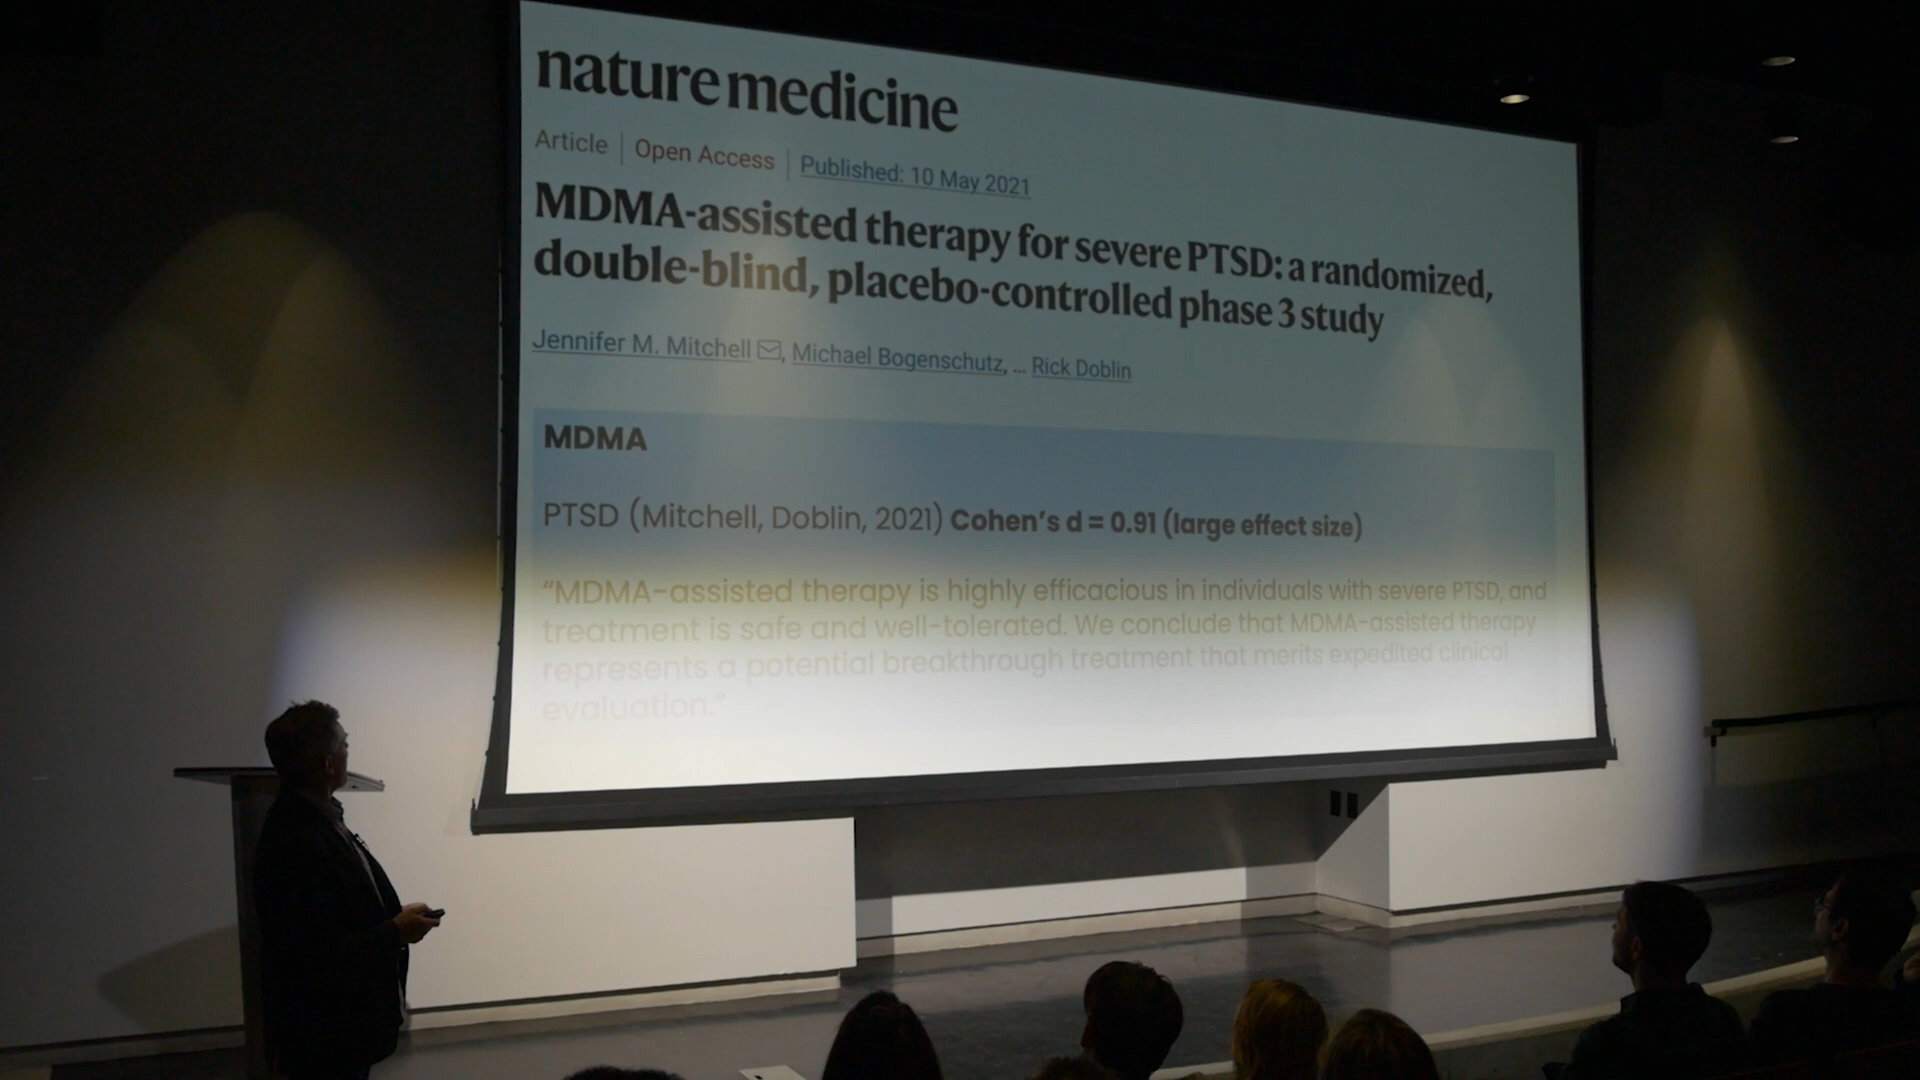 nature medicine
Article | Open Access | Published: 10 May 2021
MDMA-assisted therapy for severe PTSD: a randomized,
double-blind, placebo-controlled phase 3 study
Jennifer M. Mitchell, Michael Bogenschutz, ... Rick Doblin
MDMA
PTSD (Mitchell, Doblin, 2021) Cohen's d = 0.91 (large effect size)
“MDMA-assisted therapy is highly efficacious in individuals with severe PTSD, and
treatment is safe and well-tolerated. We conclude that MDMA-assisted therapy
represents a potential breakthrough treatment that merits expedited clinical
evaluation.”